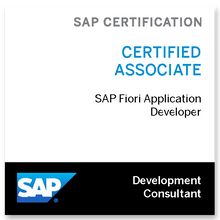 SAP CERTIFICATION
CERTIFIED
ASSOCIATE
SAP Fiori Application
Developer
SAP
Development
Consultant